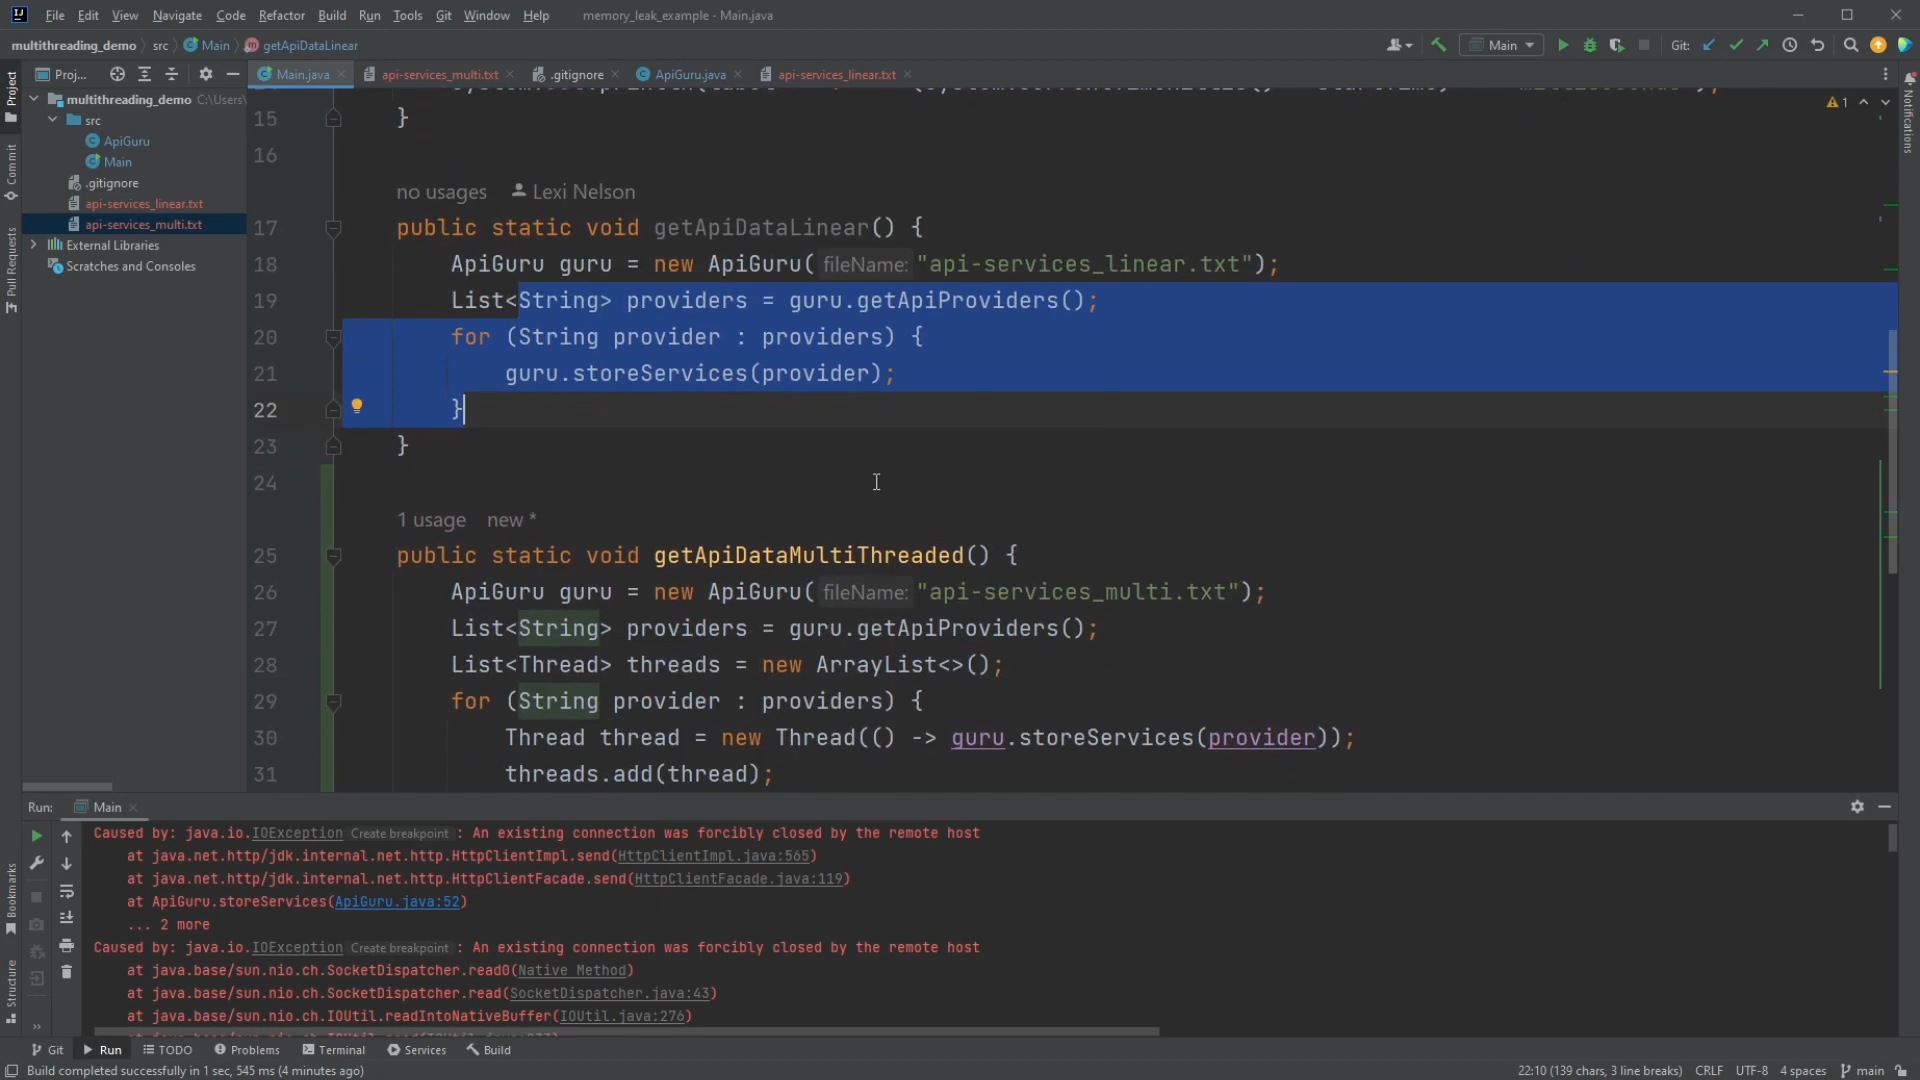 File Edit View Navigate Code Refactor Build Run Tools Git Window Help memory_leak_example - Main.java
multithreading_demo src Main getApiDataLinear Main Git:
Proj... Main.java api-services_multi.txt .gitignore ApiGuru.java api-services_linear.txt
Project
Commit
Pull Requests
Bookmarks
Structure
Notifications
multithreading_demo C:\Users\
src
ApiGuru
Main
.gitignore
api-services_linear.txt
api-services_multi.txt
External Libraries
Scratches and Consoles
1
15 }
16
no usages Lexi Nelson
17 public static void getApiDataLinear() {
18 ApiGuru guru = new ApiGuru( fileName: "api-services_linear.txt");
19 List<String> providers = guru.getApiProviders();
20 for (String provider : providers) {
21 guru.storeServices(provider);
22 }
23 }
24
1 usage new *
25 public static void getApiDataMultiThreaded() {
26 ApiGuru guru = new ApiGuru( fileName: "api-services_multi.txt");
27 List<String> providers = guru.getApiProviders();
28 List<Thread> threads = new ArrayList<>();
29 for (String provider : providers) {
30 Thread thread = new Thread(() -> guru.storeServices(provider));
31 threads.add(thread);
Run: Main
Caused by: java.io.IOException Create breakpoint : An existing connection was forcibly closed by the remote host
at java.net.http/jdk.internal.net.http.HttpClientImpl.send(HttpClientImpl.java:565)
at java.net.http/jdk.internal.net.http.HttpClientFacade.send(HttpClientFacade.java:119)
at ApiGuru.storeServices(ApiGuru.java:52)
... 2 more
Caused by: java.io.IOException Create breakpoint : An existing connection was forcibly closed by the remote host
at java.base/sun.nio.ch.SocketDispatcher.read0(Native Method)
at java.base/sun.nio.ch.SocketDispatcher.read(SocketDispatcher.java:43)
at java.base/sun.nio.ch.IOUtil.readIntoNativeBuffer(IOUtil.java:276)
Git Run TODO Problems Terminal Services Build
Build completed successfully in 1 sec, 545 ms (4 minutes ago) 22:10 (139 chars, 3 line breaks) CRLF UTF-8 4 spaces main